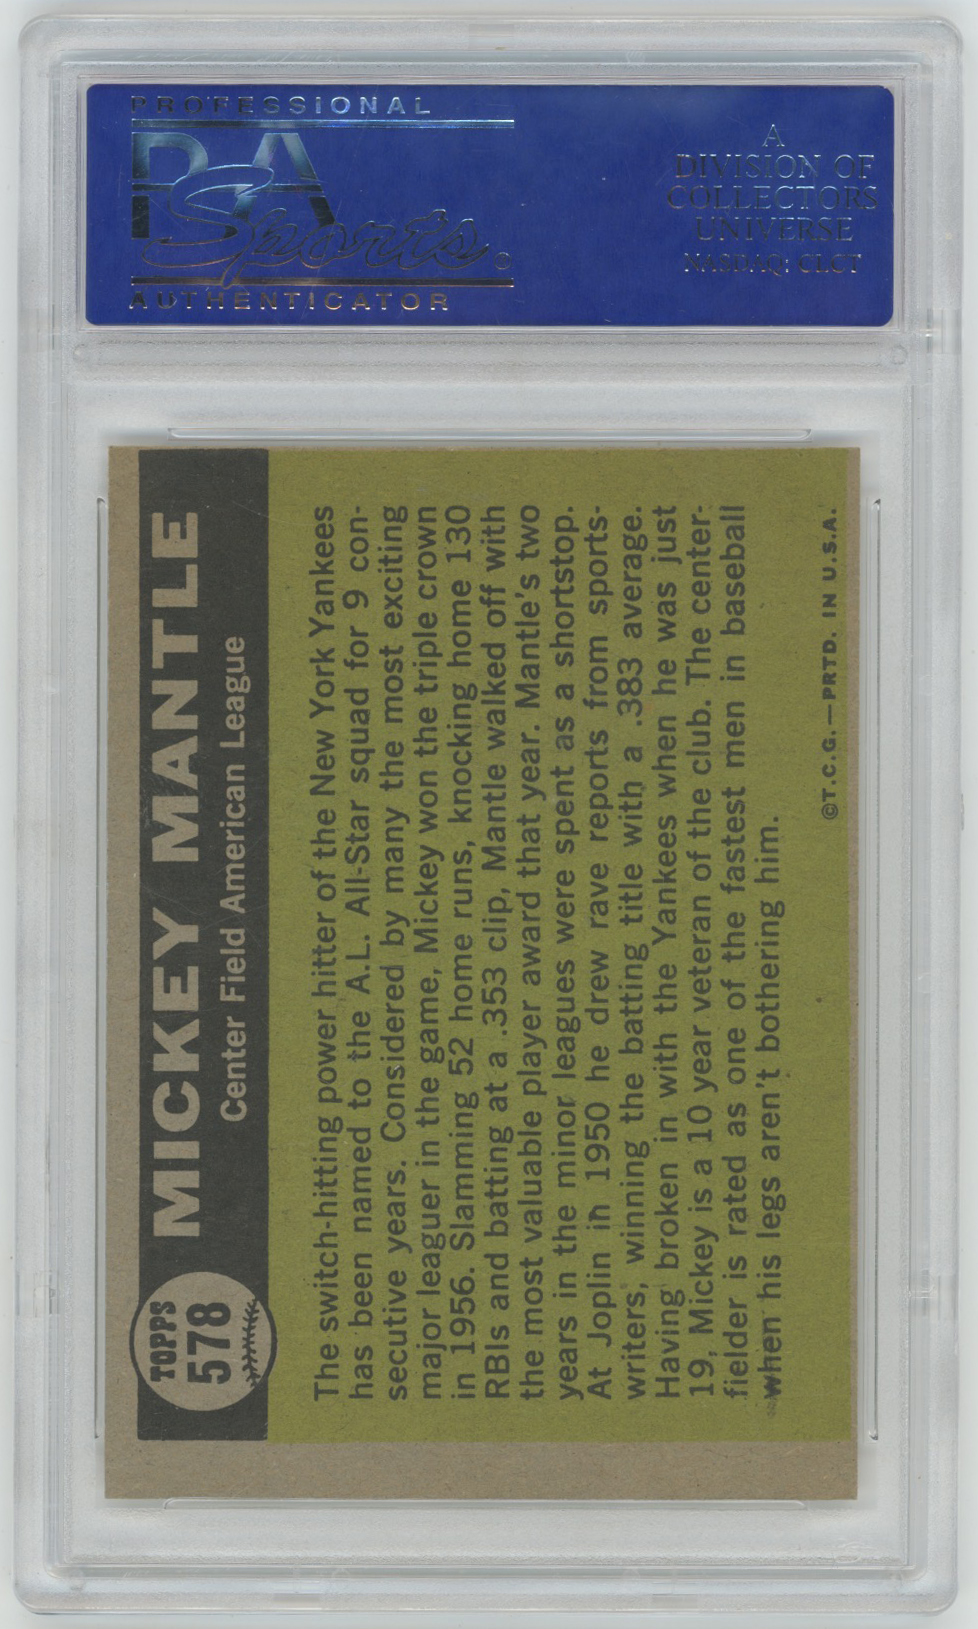 PROFESSIONAL
PSA
Sports
AUTHENTICATOR
A
DIVISION OF
COLLECTORS
UNIVERSE
NASDAQ: CLCT
TOPPS
578
MICKEY MANTLE
Center Field American League
The switch-hitting power hitter of the New York Yankees
has been named to the A.L. All-Star squad for 9 con-
secutive years. Considered by many the most exciting
major leaguer in the game, Mickey won the triple crown
in 1956. Slamming 52 home runs, knocking home 130
RBIs and batting at a .353 clip, Mantle walked off with
the most valuable player award that year. Mantle's two
years in the minor leagues were spent as a shortstop.
At Joplin in 1950 he drew rave reports from sports-
writers, winning the batting title with a .383 average.
Having broken in with the Yankees when he was just
19, Mickey is a 10 year veteran of the club. The center-
fielder is rated as one of the fastest men in baseball
when his legs aren't bothering him.
©T.C.G.—PRTD. IN U.S.A.